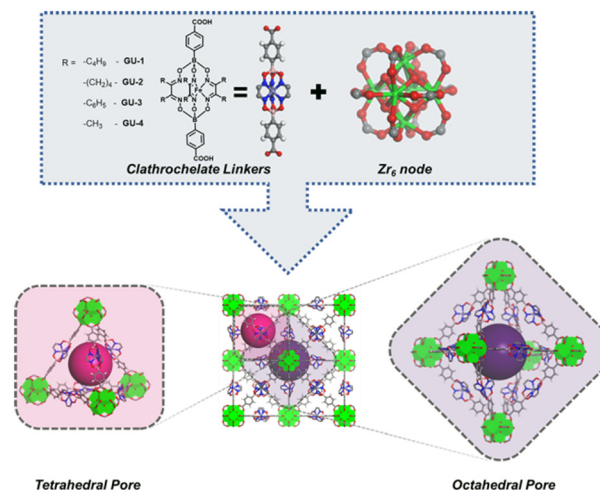 COOH
R = -C4H9 - GU-1
-(CH2)4 - GU-2
-C6H5 - GU-3
-CH3 - GU-4
B
O O
O
R R
N N N
Fe
R R
N N N
O O
O
B
COOH
=
+
Clathrochelate Linkers
Zr6 node
Tetrahedral Pore
Octahedral Pore